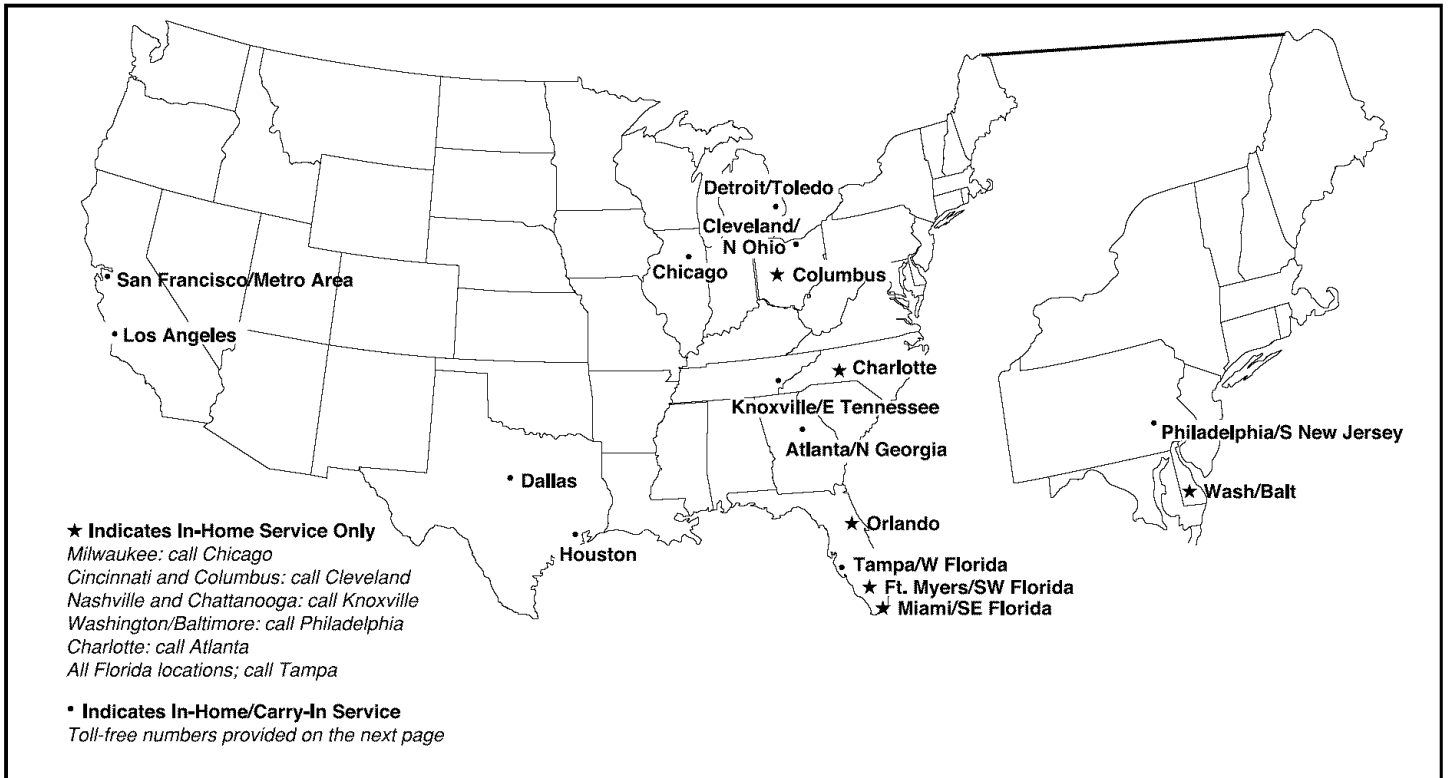 Detroit/Toledo
Cleveland/
N Ohio
Chicago
★ Columbus
San Francisco/Metro Area
Los Angeles
★ Charlotte
Knoxville/E Tennessee
Atlanta/N Georgia
Philadelphia/S New Jersey
★ Wash/Balt
Dallas
Houston
★ Orlando
Tampa/W Florida
★ Ft. Myers/SW Florida
★ Miami/SE Florida
★ Indicates In-Home Service Only
Milwaukee: call Chicago
Cincinnati and Columbus: call Cleveland
Nashville and Chattanooga: call Knoxville
Washington/Baltimore: call Philadelphia
Charlotte: call Atlanta
All Florida locations; call Tampa
• Indicates In-Home/Carry-In Service
Toll-free numbers provided on the next page